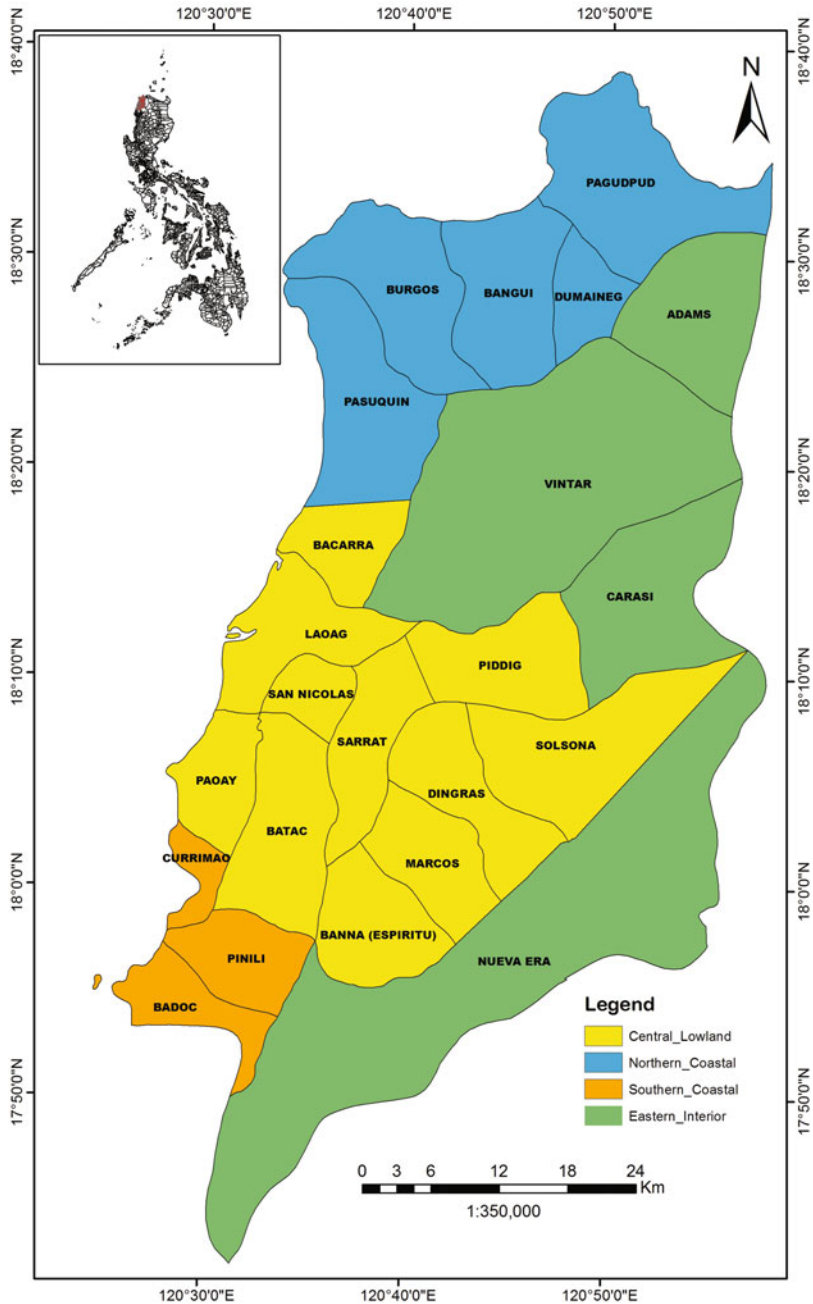 120°30'0"E
120°40'0"E
120°50'0"E
18°40'0"N
18°40'0"N
N
PAGUDPUD
18°30'0"N
18°30'0"N
BURGOS
BANGUI
DUMAINEG
ADAMS
PASUQUIN
18°20'0"N
18°20'0"N
VINTAR
BACARRA
CARASI
LAOAG
PIDDIG
18°10'0"N
18°10'0"N
SAN NICOLAS
SARRAT
SOLSONA
PAOAY
DINGRAS
BATAC
CURRIMAO
MARCOS
18°0'0"N
18°0'0"N
BANNA (ESPIRITU)
PINILI
NUEVA ERA
BADOC
Legend
Central_Lowland
Northern_Coastal
Southern_Coastal
Eastern_Interior
17°50'0"N
17°50'0"N
0 3 6 12 18 24
Km
1:350,000
120°30'0"E
120°40'0"E
120°50'0"E